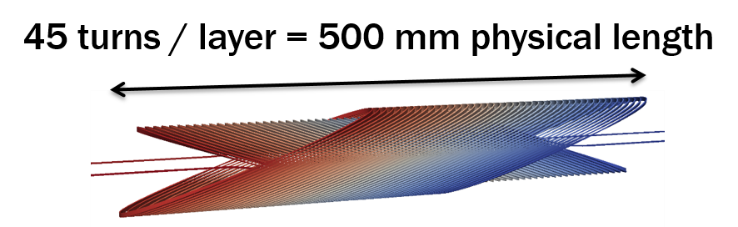 45 turns / layer = 500 mm physical length